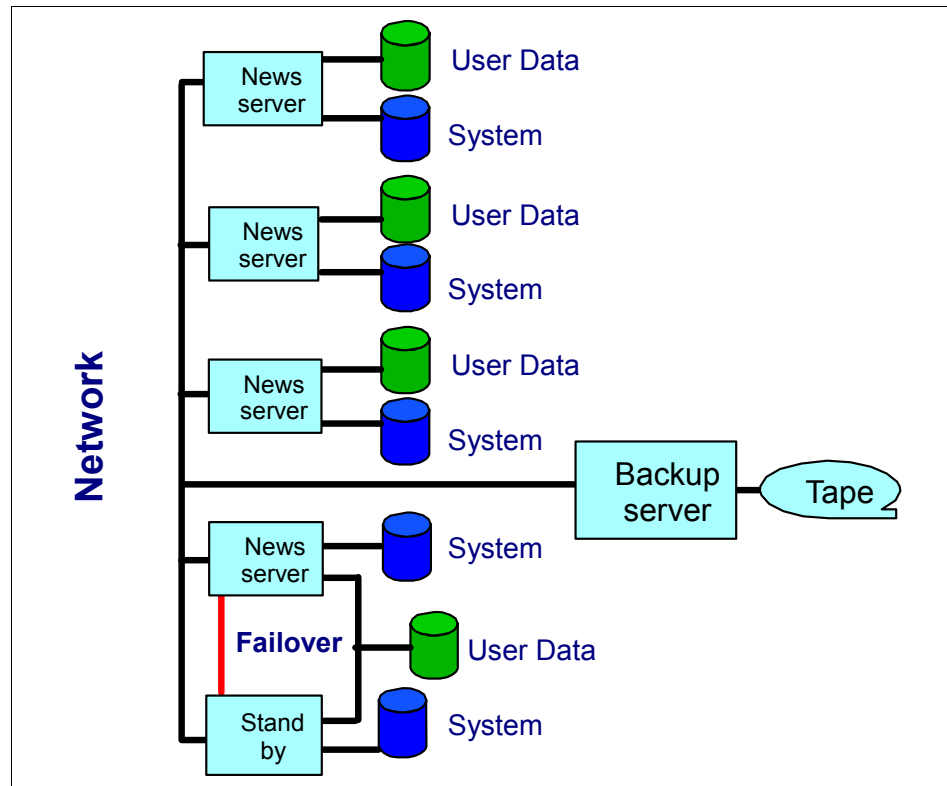 News
server
User Data
System
News
server
User Data
System
News
server
User Data
System
Network
Backup
server
Tape
News
server
System
Failover
User Data
Stand
by
System